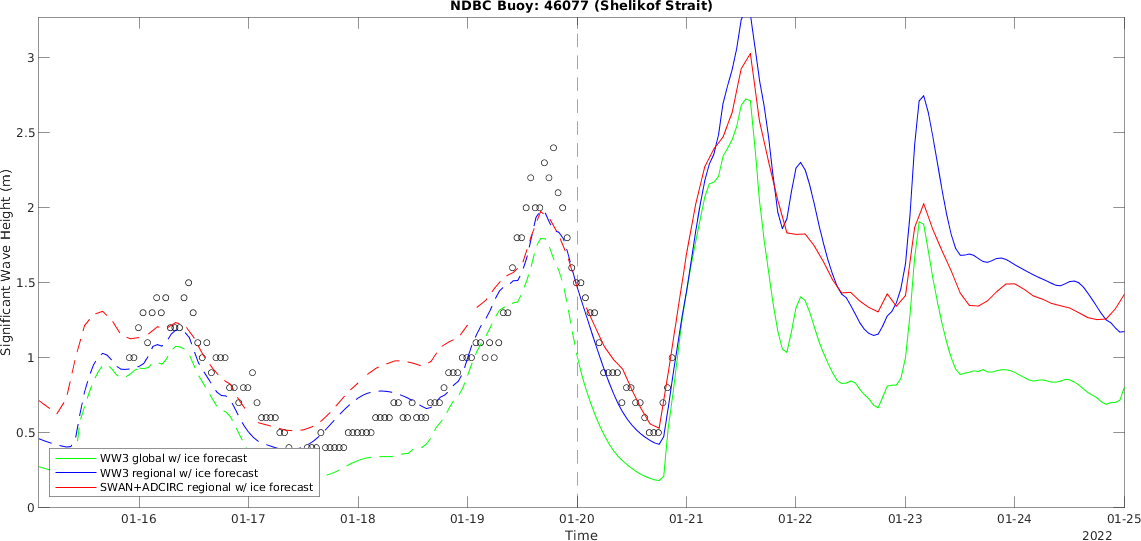 NDBC Buoy: 46077 (Shelikof Strait)
Significant Wave Height (m)
3
2.5
2
1.5
1
0.5
0
WW3 global w/ ice forecast
WW3 regional w/ ice forecast
SWAN+ADCIRC regional w/ ice forecast
01-16 01-17 01-18 01-19 01-20 01-21 01-22 01-23 01-24 01-25
Time
2022